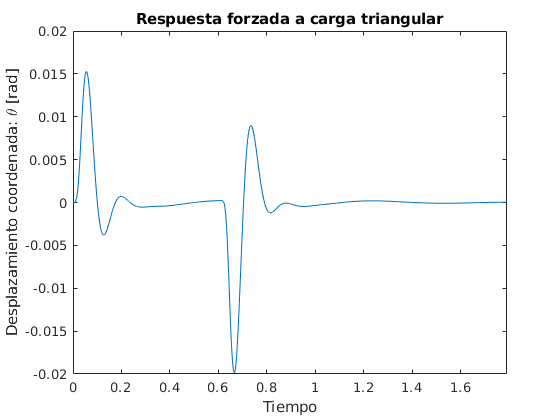 Respuesta forzada a carga triangular
0.02
0.015
0.01
0.005
0
-0.005
-0.01
-0.015
-0.02
Desplazamiento coordenada: θ [rad]
0 0.2 0.4 0.6 0.8 1 1.2 1.4 1.6
Tiempo